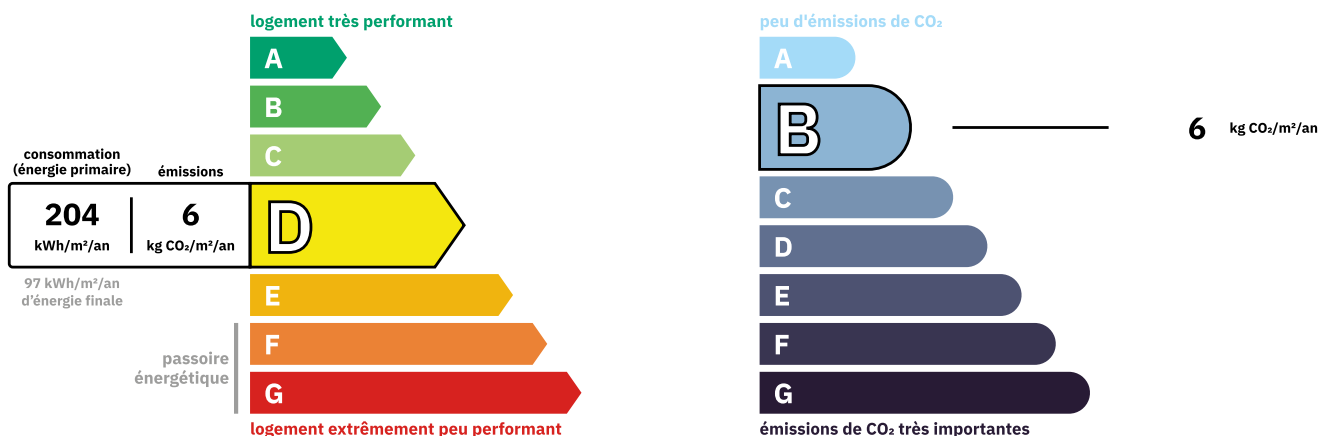 logement très performant
A
B
C
consommation
(énergie primaire)
émissions
204
kWh/m²/an
6
kg CO₂/m²/an
D
97 kWh/m²/an
d'énergie finale
E
passoire
énergétique
F
G
logement extrêmement peu performant
peu d'émissions de CO₂
A
B
6 kg CO₂/m²/an
C
D
E
F
G
émissions de CO₂ très importantes